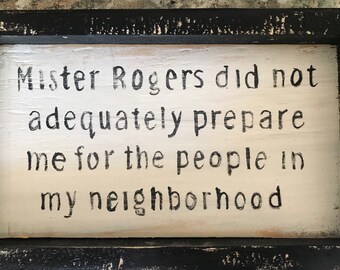 Mister Rogers did not
adequately prepare
me for the people in
my neighborhood